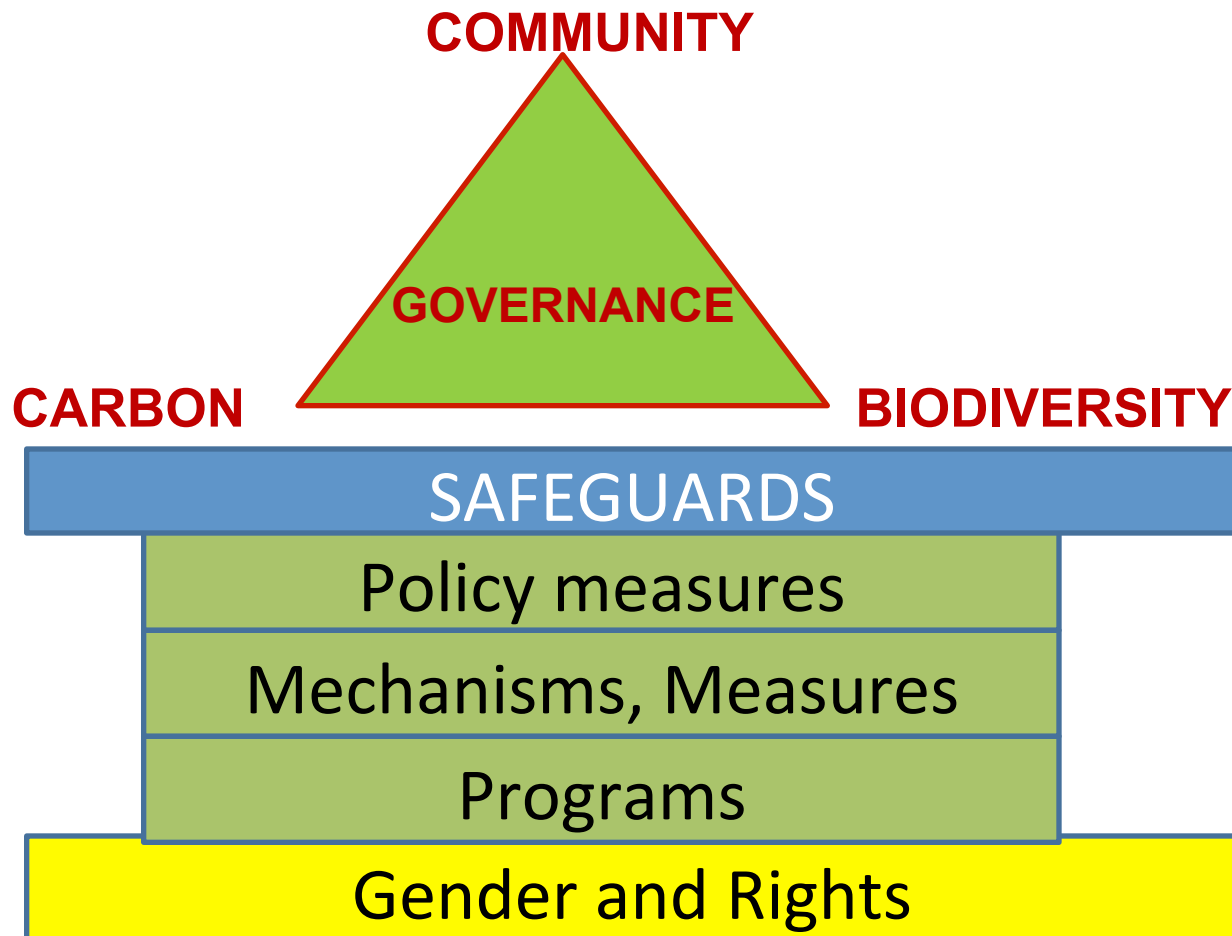 COMMUNITY
GOVERNANCE
CARBON
BIODIVERSITY
SAFEGUARDS
Policy measures
Mechanisms, Measures
Programs
Gender and Rights